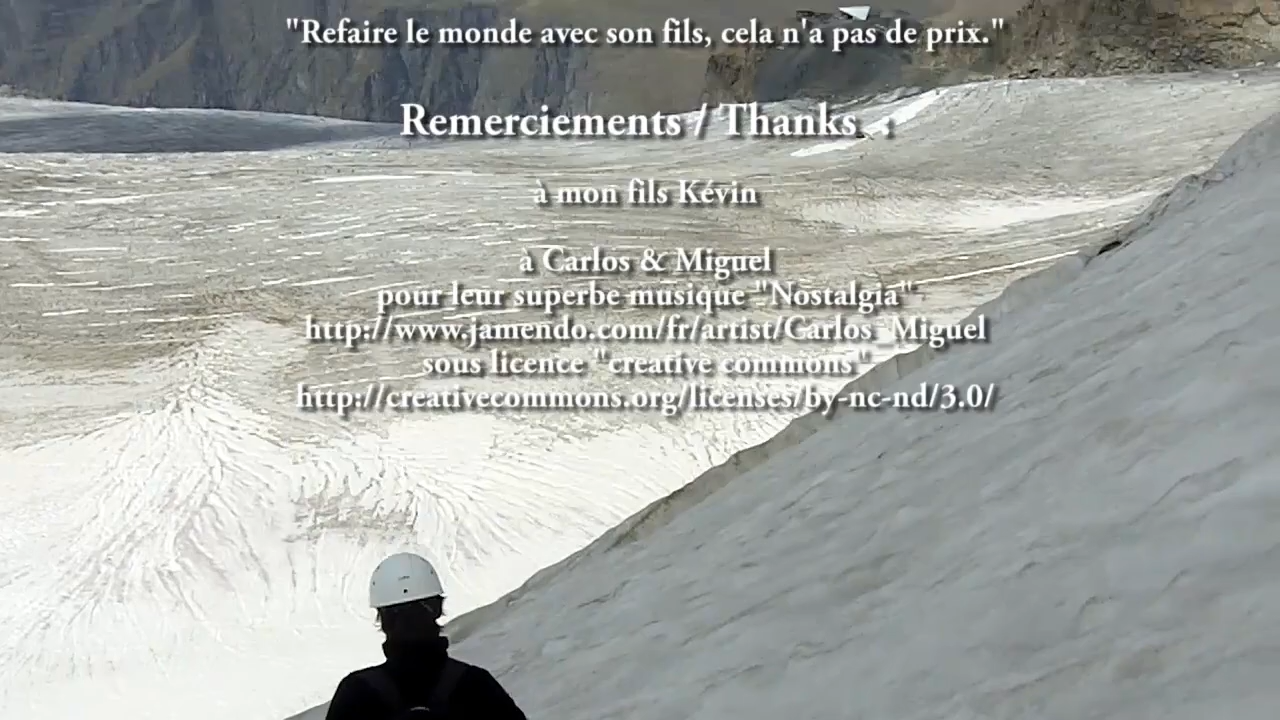 "Refaire le monde avec son fils, cela n'a pas de prix."
Remerciements / Thanks :
à mon fils Kévin
à Carlos & Miguel
pour leur superbe musique "Nostalgia"
http://www.jamendo.com/fr/artist/Carlos_Miguel
sous licence "creative commons"
http://creativecommons.org/licenses/by-nc-nd/3.0/